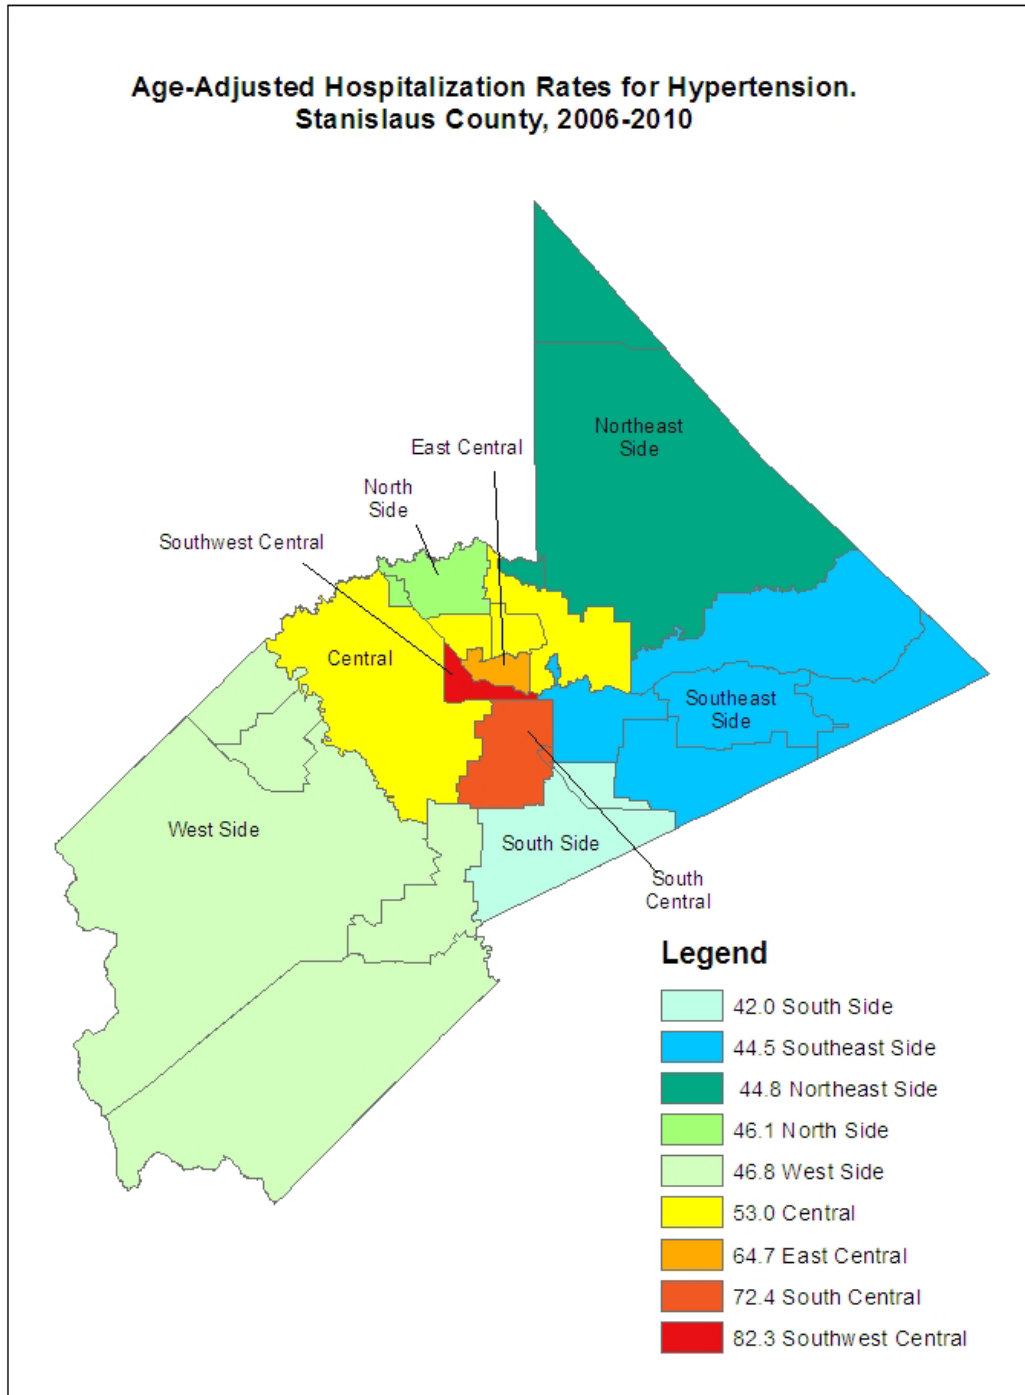 Age-Adjusted Hospitalization Rates for Hypertension.
Stanislaus County, 2006-2010
Northeast
Side
East Central
North
Side
Southwest Central
Central
Southeast
Side
West Side
South Side
South
Central
Legend
42.0 South Side
44.5 Southeast Side
44.8 Northeast Side
46.1 North Side
46.8 West Side
53.0 Central
64.7 East Central
72.4 South Central
82.3 Southwest Central